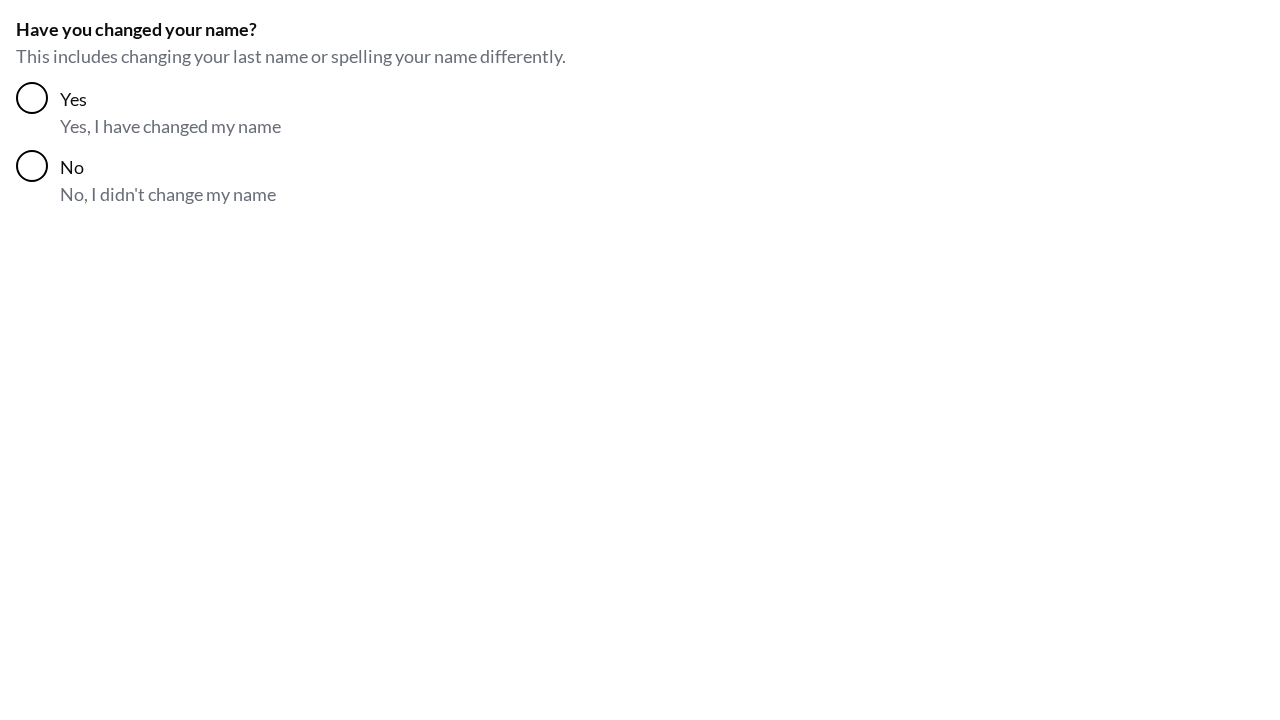 Have you changed your name?
This includes changing your last name or spelling your name differently.
Yes
Yes, I have changed my name
No
No, I didn't change my name